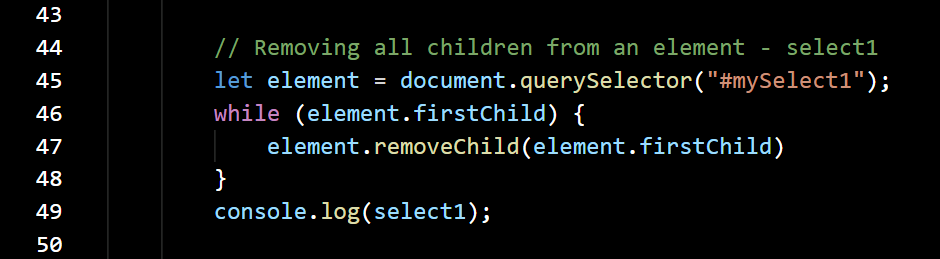 43
44 // Removing all children from an element - select1
45 let element = document.querySelector("#mySelect1");
46 while (element.firstChild) {
47 element.removeChild(element.firstChild)
48 }
49 console.log(select1);
50